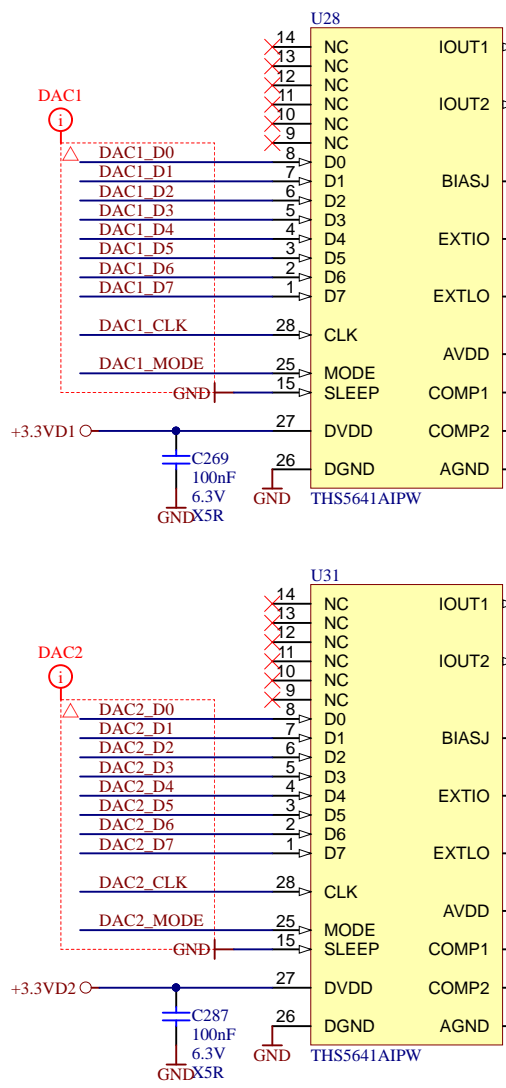 U28
14 NC IOUT1
13 NC
12 NC
11 NC IOUT2
10 NC
9 NC
DAC1
i
DAC1_D0 8 D0
DAC1_D1 7 D1 BIASJ
DAC1_D2 6 D2
DAC1_D3 5 D3
DAC1_D4 4 D4 EXTIO
DAC1_D5 3 D5
DAC1_D6 2 D6
DAC1_D7 1 D7 EXTLO
DAC1_CLK 28 CLK
AVDD
DAC1_MODE 25 MODE
GND 15 SLEEP COMP1
+3.3VD1 27 DVDD COMP2
C269
100nF
6.3V
X5R
GND
26 DGND AGND
GND
THS5641AIPW
U31
14 NC IOUT1
13 NC
12 NC
11 NC IOUT2
10 NC
9 NC
DAC2
i
DAC2_D0 8 D0
DAC2_D1 7 D1 BIASJ
DAC2_D2 6 D2
DAC2_D3 5 D3
DAC2_D4 4 D4 EXTIO
DAC2_D5 3 D5
DAC2_D6 2 D6
DAC2_D7 1 D7 EXTLO
DAC2_CLK 28 CLK
AVDD
DAC2_MODE 25 MODE
GND 15 SLEEP COMP1
+3.3VD2 27 DVDD COMP2
C287
100nF
6.3V
X5R
GND
26 DGND AGND
GND
THS5641AIPW